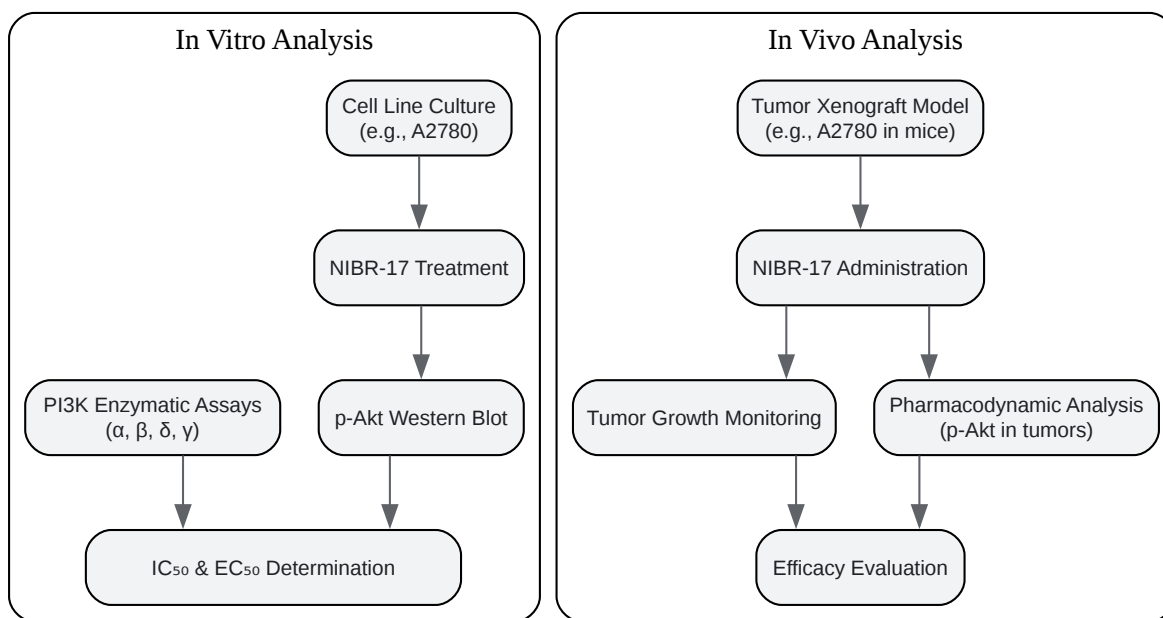 In Vitro Analysis
Cell Line Culture
(e.g., A2780)
NIBR-17 Treatment
PI3K Enzymatic Assays
(α, β, δ, γ)
p-Akt Western Blot
IC₅₀ & EC₅₀ Determination
In Vivo Analysis
Tumor Xenograft Model
(e.g., A2780 in mice)
NIBR-17 Administration
Tumor Growth Monitoring
Pharmacodynamic Analysis
(p-Akt in tumors)
Efficacy Evaluation